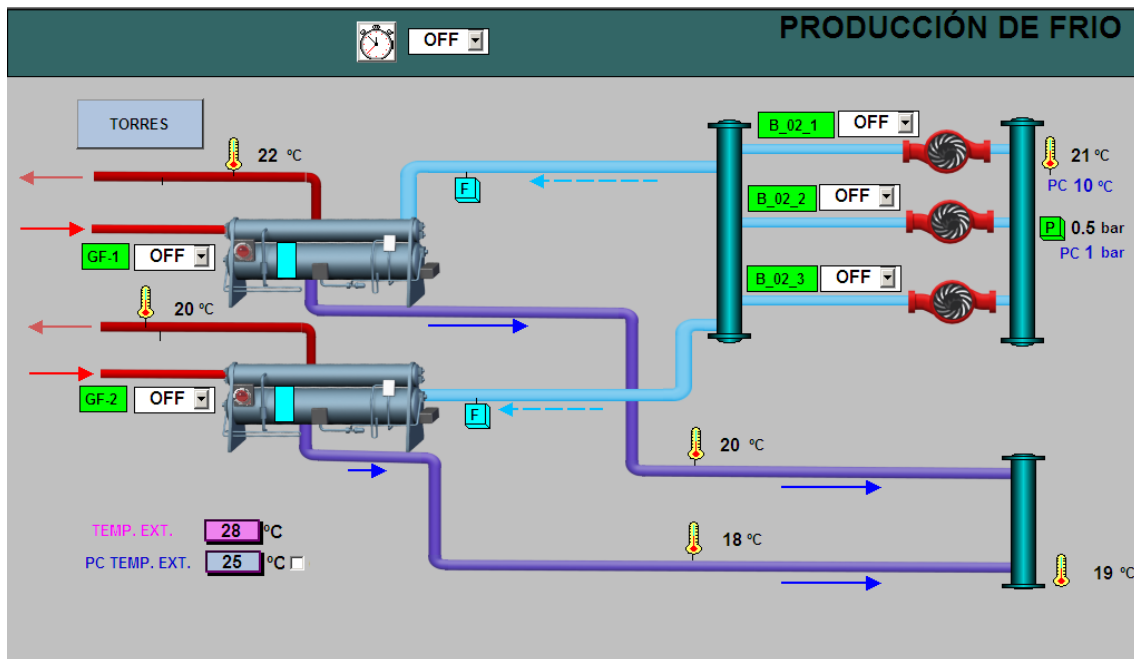 PRODUCCIÓN DE FRIO
OFF
TORRES
B_02_1 OFF
22 ºC
21 ºC
PC 10 ºC
F
B_02_2 OFF
P 0.5 bar
PC 1 bar
GF-1 OFF
B_02_3 OFF
20 ºC
GF-2 OFF
F
20 ºC
TEMP. EXT. 28 ºC
18 ºC
PC TEMP. EXT. 25 ºC
19 ºC